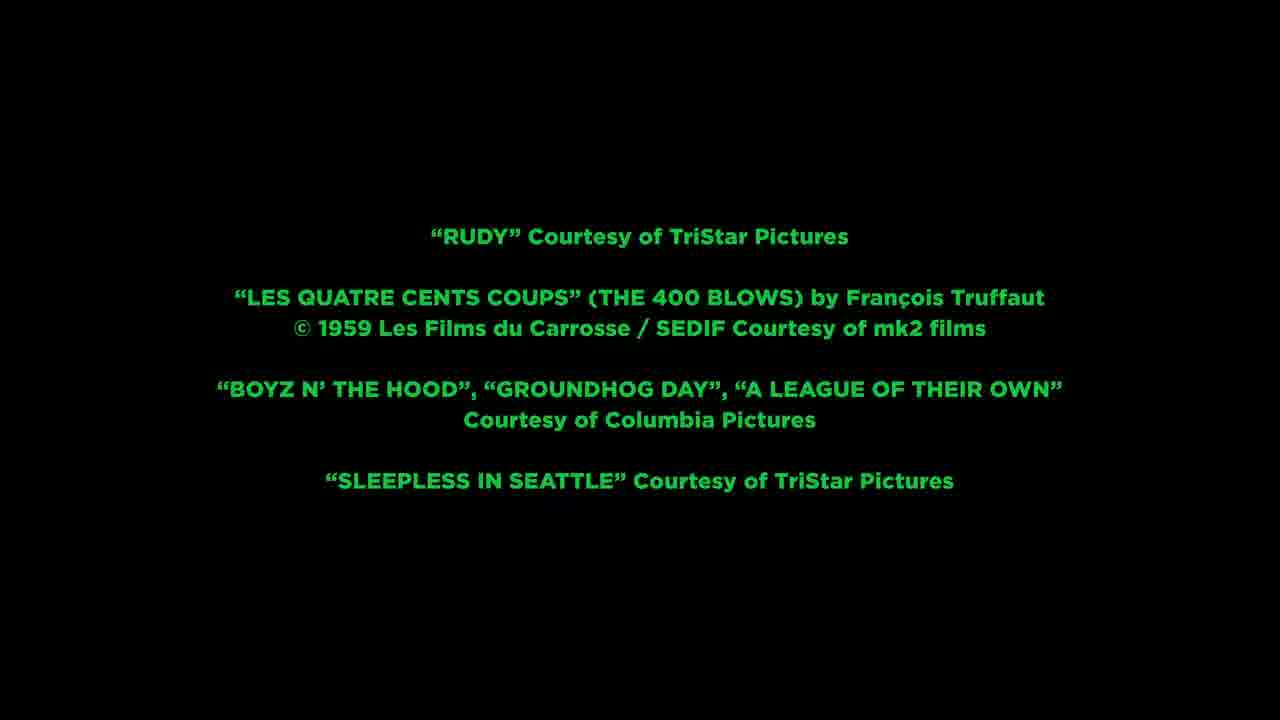 “RUDY” Courtesy of TriStar Pictures
“LES QUATRE CENTS COUPS” (THE 400 BLOWS) by François Truffaut
© 1959 Les Films du Carrosse / SEDIF Courtesy of mk2 films
“BOYZ N’ THE HOOD”, “GROUNDHOG DAY”, “A LEAGUE OF THEIR OWN”
Courtesy of Columbia Pictures
“SLEEPLESS IN SEATTLE” Courtesy of TriStar Pictures